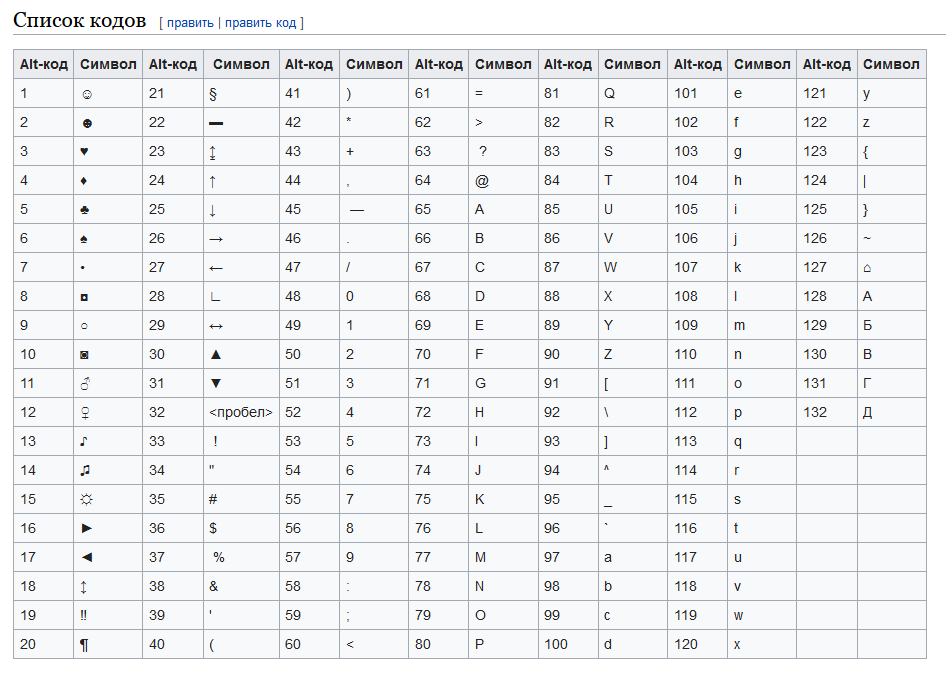 Список кодов [ править | править код ]
Alt-код Символ Alt-код Символ Alt-код Символ Alt-код Символ Alt-код Символ Alt-код Символ Alt-код Символ
1 ☺ 21 § 41 ) 61 = 81 Q 101 e 121 y
2 ☻ 22 ▬ 42 * 62 > 82 R 102 f 122 z
3 ♥ 23 ↨ 43 + 63 ? 83 S 103 g 123 {
4 ♦ 24 ↑ 44 , 64 @ 84 T 104 h 124 |
5 ♣ 25 ↓ 45 — 65 A 85 U 105 i 125 }
6 ♠ 26 → 46 . 66 B 86 V 106 j 126 ~
7 • 27 ← 47 / 67 C 87 W 107 k 127 ⌂
8 ◘ 28 ∟ 48 0 68 D 88 X 108 l 128 А
9 ○ 29 ↔ 49 1 69 E 89 Y 109 m 129 Б
10 ◙ 30 ▲ 50 2 70 F 90 Z 110 n 130 В
11 ♂ 31 ▼ 51 3 71 G 91 [ 111 o 131 Г
12 ♀ 32 <пробел> 52 4 72 H 92 \ 112 p 132 Д
13 ♪ 33 ! 53 5 73 I 93 ] 113 q
14 ♫ 34 " 54 6 74 J 94 ^ 114 r
15 ☼ 35 # 55 7 75 K 95 _ 115 s
16 ► 36 $ 56 8 76 L 96 ` 116 t
17 ◄ 37 % 57 9 77 M 97 a 117 u
18 ↕ 38 & 58 : 78 N 98 b 118 v
19 ‼ 39 ' 59 ; 79 O 99 c 119 w
20 ¶ 40 ( 60 < 80 P 100 d 120 x